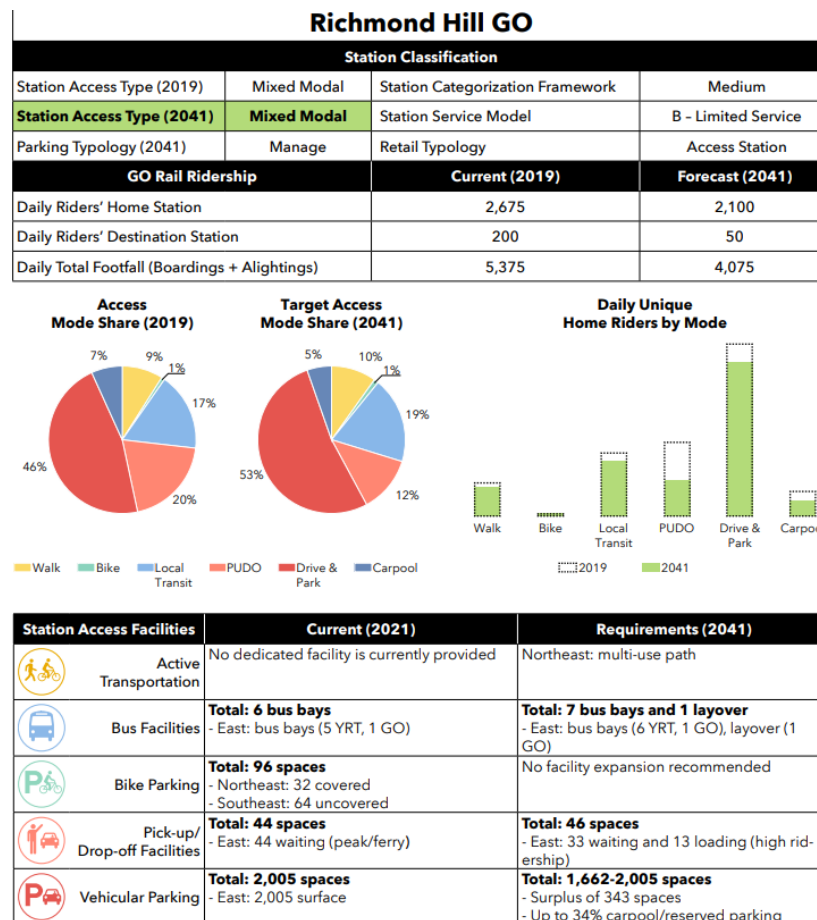 Richmond Hill GO
Station Classification
Station Access Type (2019) Mixed Modal Station Categorization Framework Medium
Station Access Type (2041) Mixed Modal Station Service Model B – Limited Service
Parking Typology (2041) Manage Retail Typology Access Station
GO Rail Ridership Current (2019) Forecast (2041)
Daily Riders' Home Station 2,675 2,100
Daily Riders' Destination Station 200 50
Daily Total Footfall (Boardings + Alightings) 5,375 4,075
Access
Mode Share (2019)
7% 9% 1% 17% 20% 46%
Target Access
Mode Share (2041)
5% 10% 1% 19% 12% 53%
Walk Bike Local Transit PUDO Drive & Park Carpool
Daily Unique
Home Riders by Mode
Walk Bike Local Transit PUDO Drive & Park Carpoo
2019 2041
Station Access Facilities Current (2021) Requirements (2041)
Active
Transportation
No dedicated facility is currently provided
Northeast: multi-use path
Bus Facilities
Total: 6 bus bays
- East: bus bays (5 YRT, 1 GO)
Total: 7 bus bays and 1 layover
- East: bus bays (6 YRT, 1 GO), layover (1
GO)
Bike Parking
Total: 96 spaces
- Northeast: 32 covered
- Southeast: 64 uncovered
No facility expansion recommended
Pick-up/
Drop-off Facilities
Total: 44 spaces
- East: 44 waiting (peak/ferry)
Total: 46 spaces
- East: 33 waiting and 13 loading (high rid-
ership)
P Vehicular Parking
Total: 2,005 spaces
- East: 2,005 surface
Total: 1,662-2,005 spaces
- Surplus of 343 spaces
- Up to 34% carpool/reserved parking